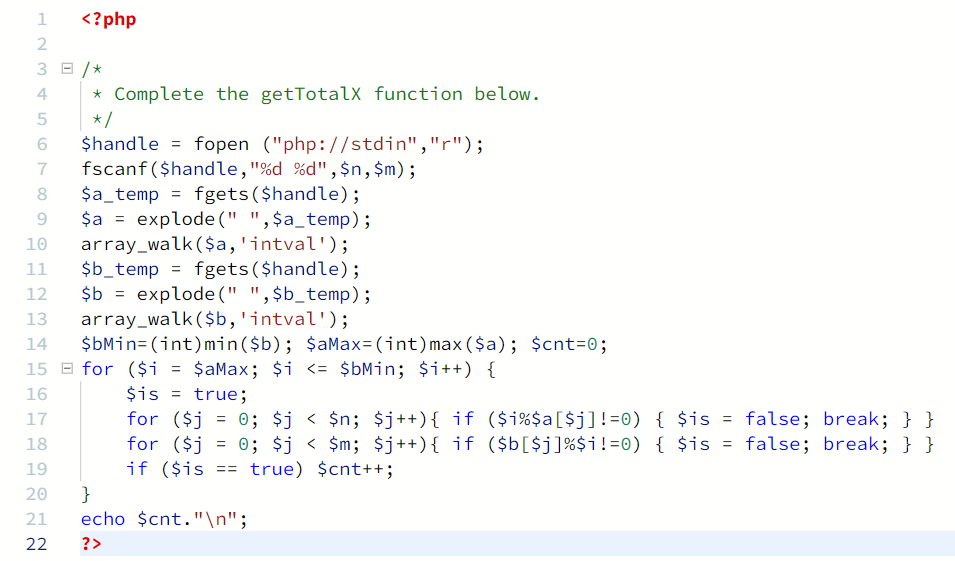 1 <?php
2
3 /*
4  * Complete the getTotalX function below.
5  */
6 $handle = fopen ("php://stdin","r");
7 fscanf($handle,"%d %d",$n,$m);
8 $a_temp = fgets($handle);
9 $a = explode(" ",$a_temp);
10 array_walk($a,'intval');
11 $b_temp = fgets($handle);
12 $b = explode(" ",$b_temp);
13 array_walk($b,'intval');
14 $bMin=(int)min($b); $aMax=(int)max($a); $cnt=0;
15 for ($i = $aMax; $i <= $bMin; $i++) {
16     $is = true;
17     for ($j = 0; $j < $n; $j++){ if ($i%$a[$j]!=0) { $is = false; break; } }
18     for ($j = 0; $j < $m; $j++){ if ($b[$j]%$i!=0) { $is = false; break; } }
19     if ($is == true) $cnt++;
20 }
21 echo $cnt."\n";
22 ?>